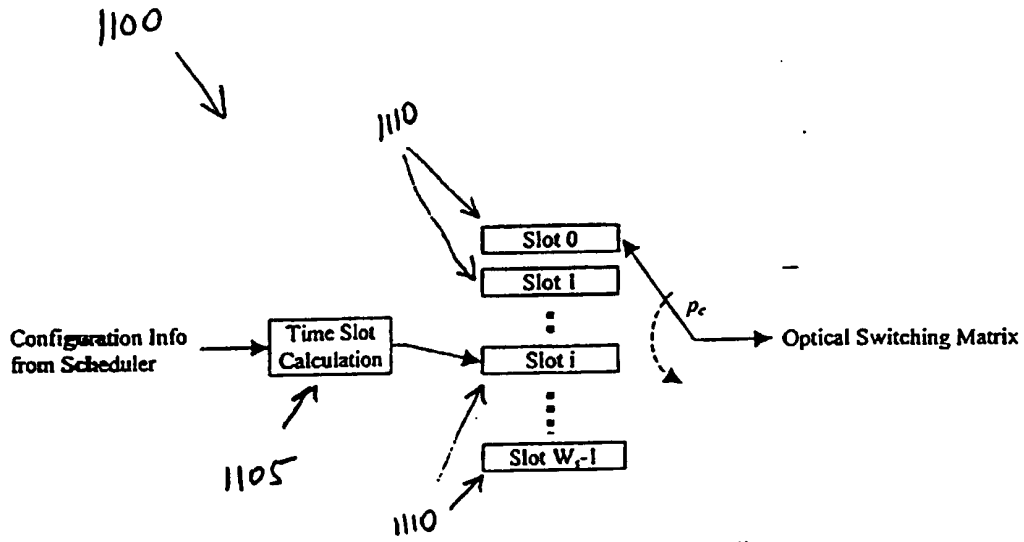 1100
1110
Slot 0
Slot 1
p_c
Configuration Info
from Scheduler
Time Slot
Calculation
Slot i
Optical Switching Matrix
Slot W_s-1
1105
1110